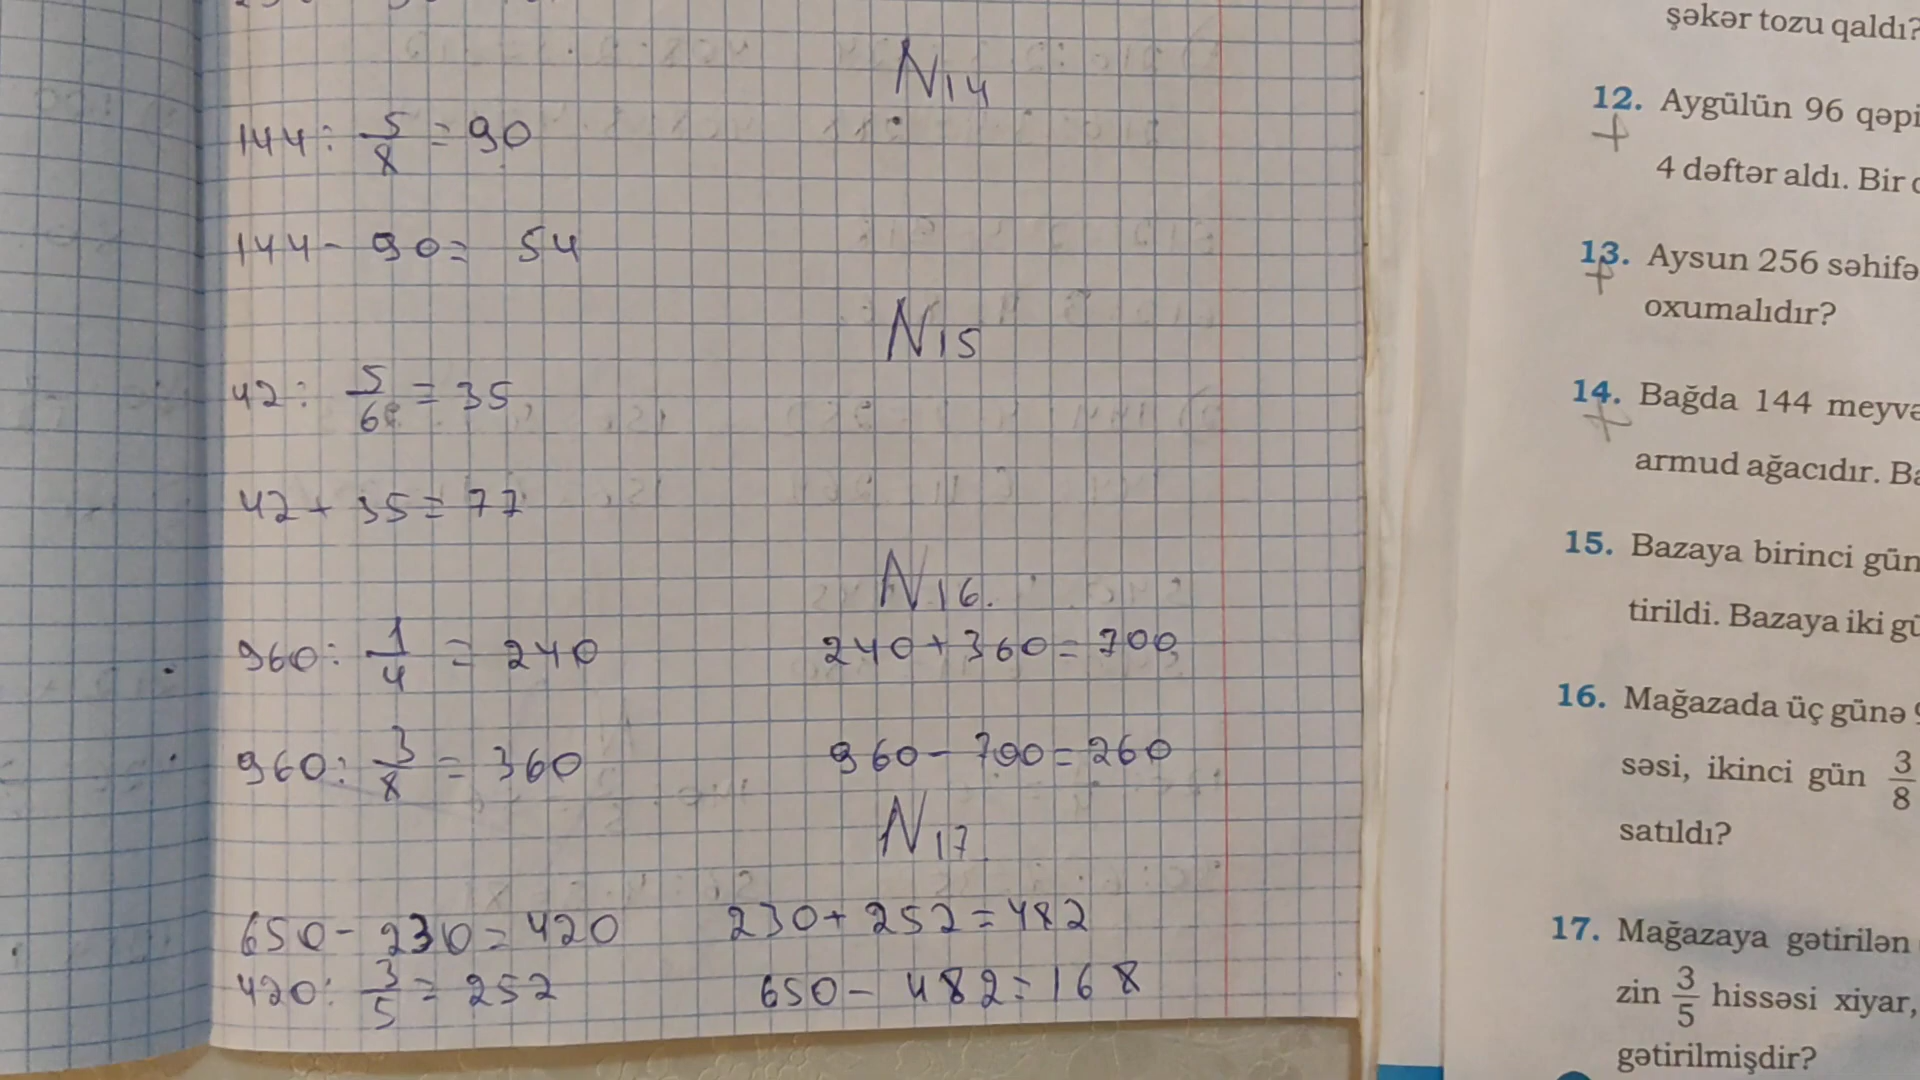 N14
144 : 5/8 = 90
144 - 90 = 54
N15
42 : 5/6 = 35
42 + 35 = 77
N16.
960 : 1/4 = 240
240 + 360 = 700
960 : 3/8 = 360
960 - 700 = 260
N17
650 - 230 = 420
230 + 252 = 482
420 : 3/5 = 252
650 - 482 = 168
şəkər tozu qaldı?
12. Aygülün 96 qəpi
+
4 dəftər aldı. Bir
13. Aysun 256 səhifə
+
oxumalıdır?
14. Bağda 144 meyvə
+
armud ağacıdır. Ba
15. Bazaya birinci gün
tirildi. Bazaya iki gü
16. Mağazada üç günə 9
səsi, ikinci gün 3/8
satıldı?
17. Mağazaya gətirilən
zin 3/5 hissəsi xiyar,
gətirilmişdir?